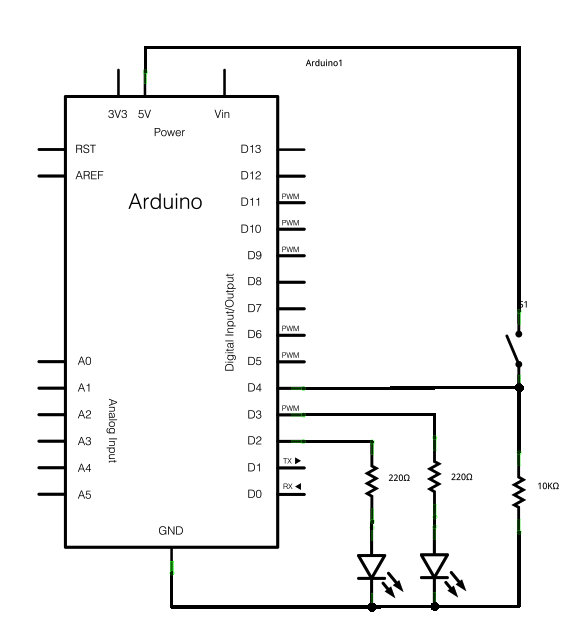 Arduino1
3V3 5V Vin
Power
RST D13
AREF D12
Arduino
D11 PWM
D10 PWM
D9 PWM
D8
D7
D6 PWM
D5 PWM
Digital Input/Output
S1
A0
A1 D4
A2 D3 PWM
A3 D2
A4 D1 TX
A5 D0 RX
Analog Input
220Ω 220Ω 10KΩ
GND